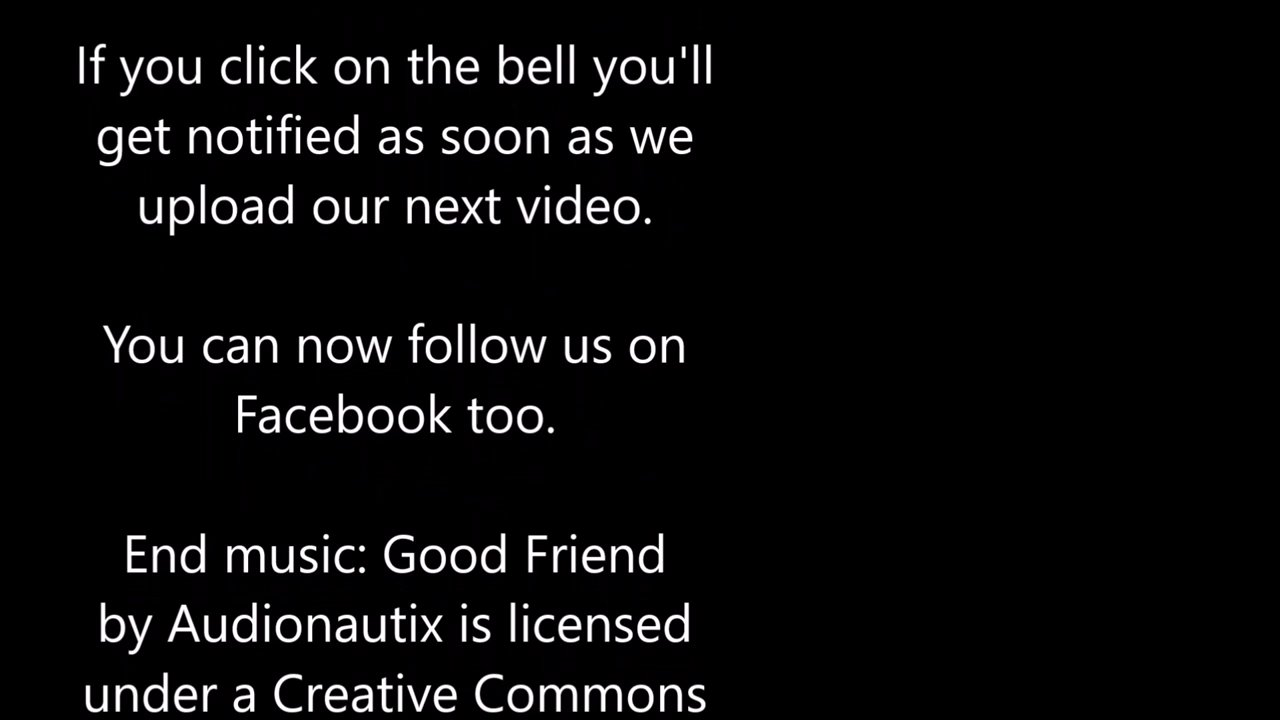 If you click on the bell you'll
get notified as soon as we
upload our next video.
You can now follow us on
Facebook too.
End music: Good Friend
by Audionautix is licensed
under a Creative Commons